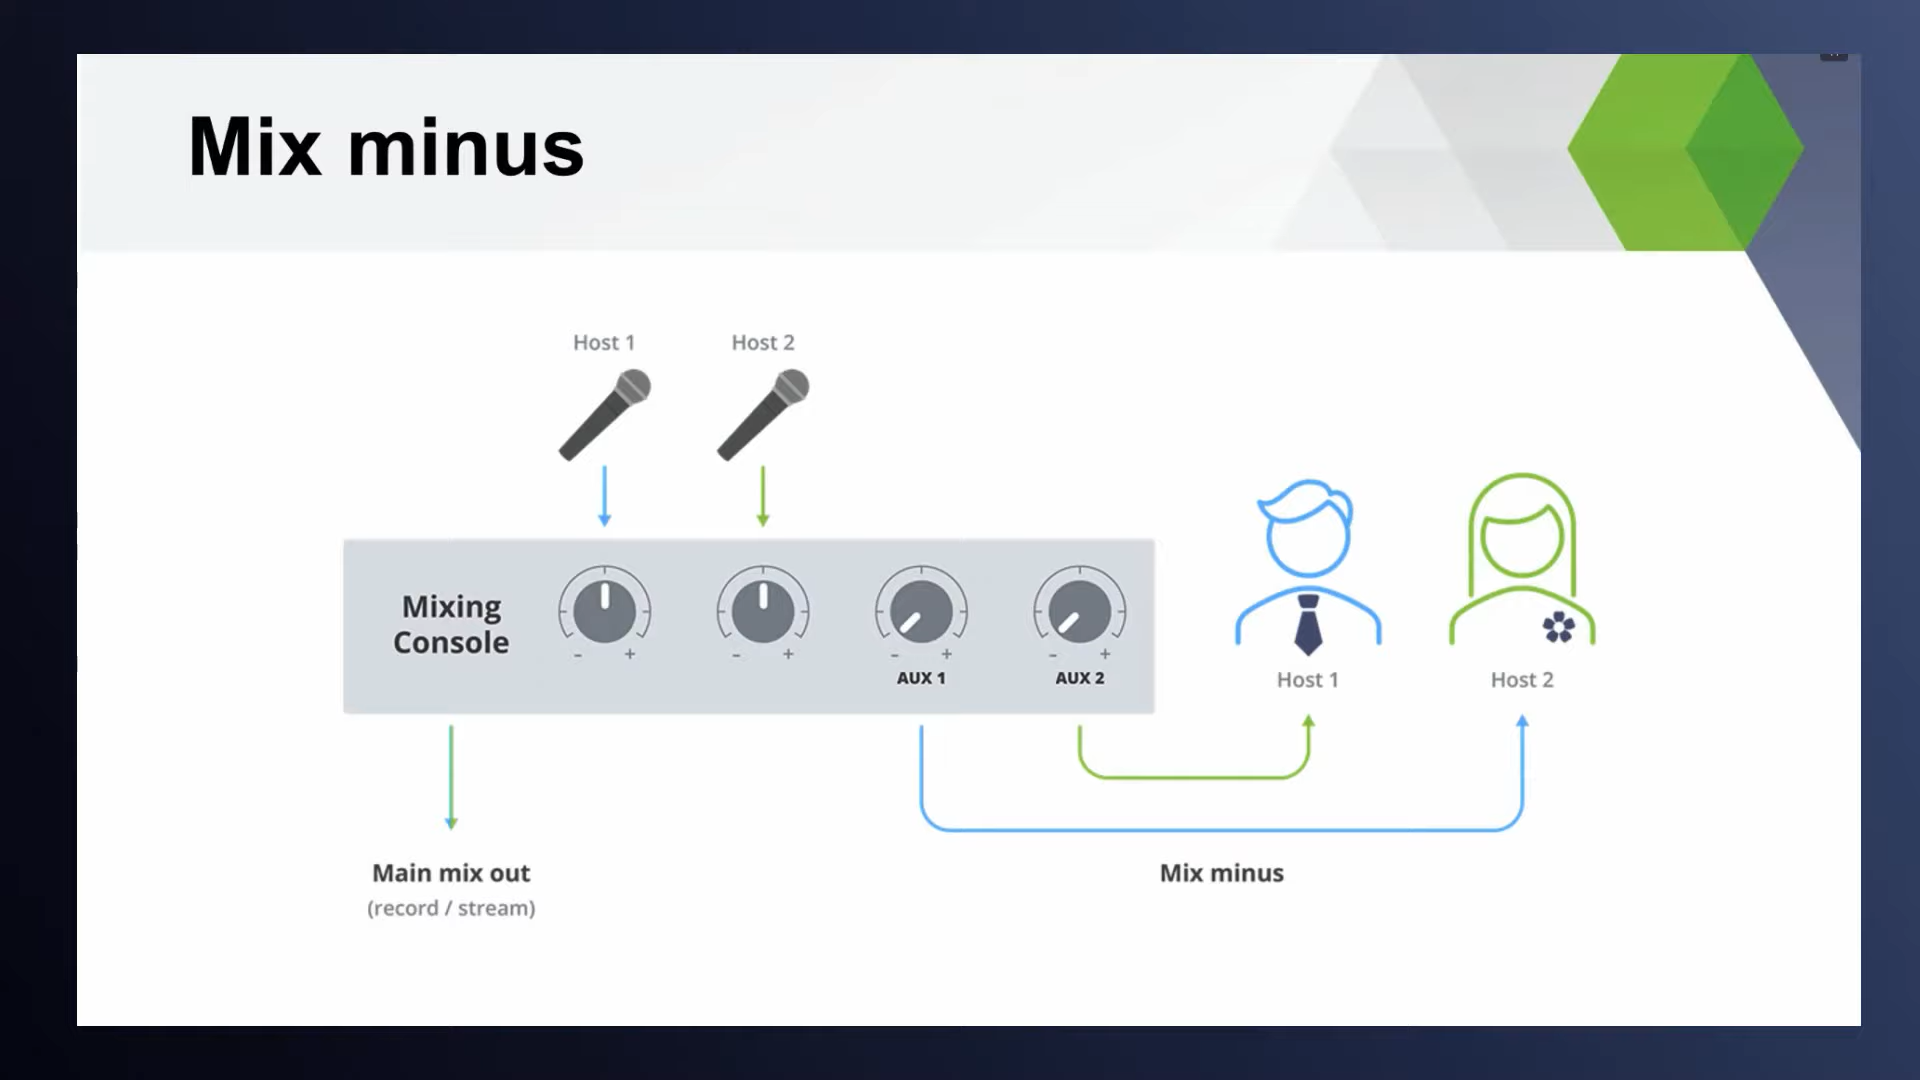 Mix minus
Host 1
Host 2
Mixing
Console
- +
- +
- +
- +
AUX 1
AUX 2
Host 1
Host 2
Main mix out
(record / stream)
Mix minus